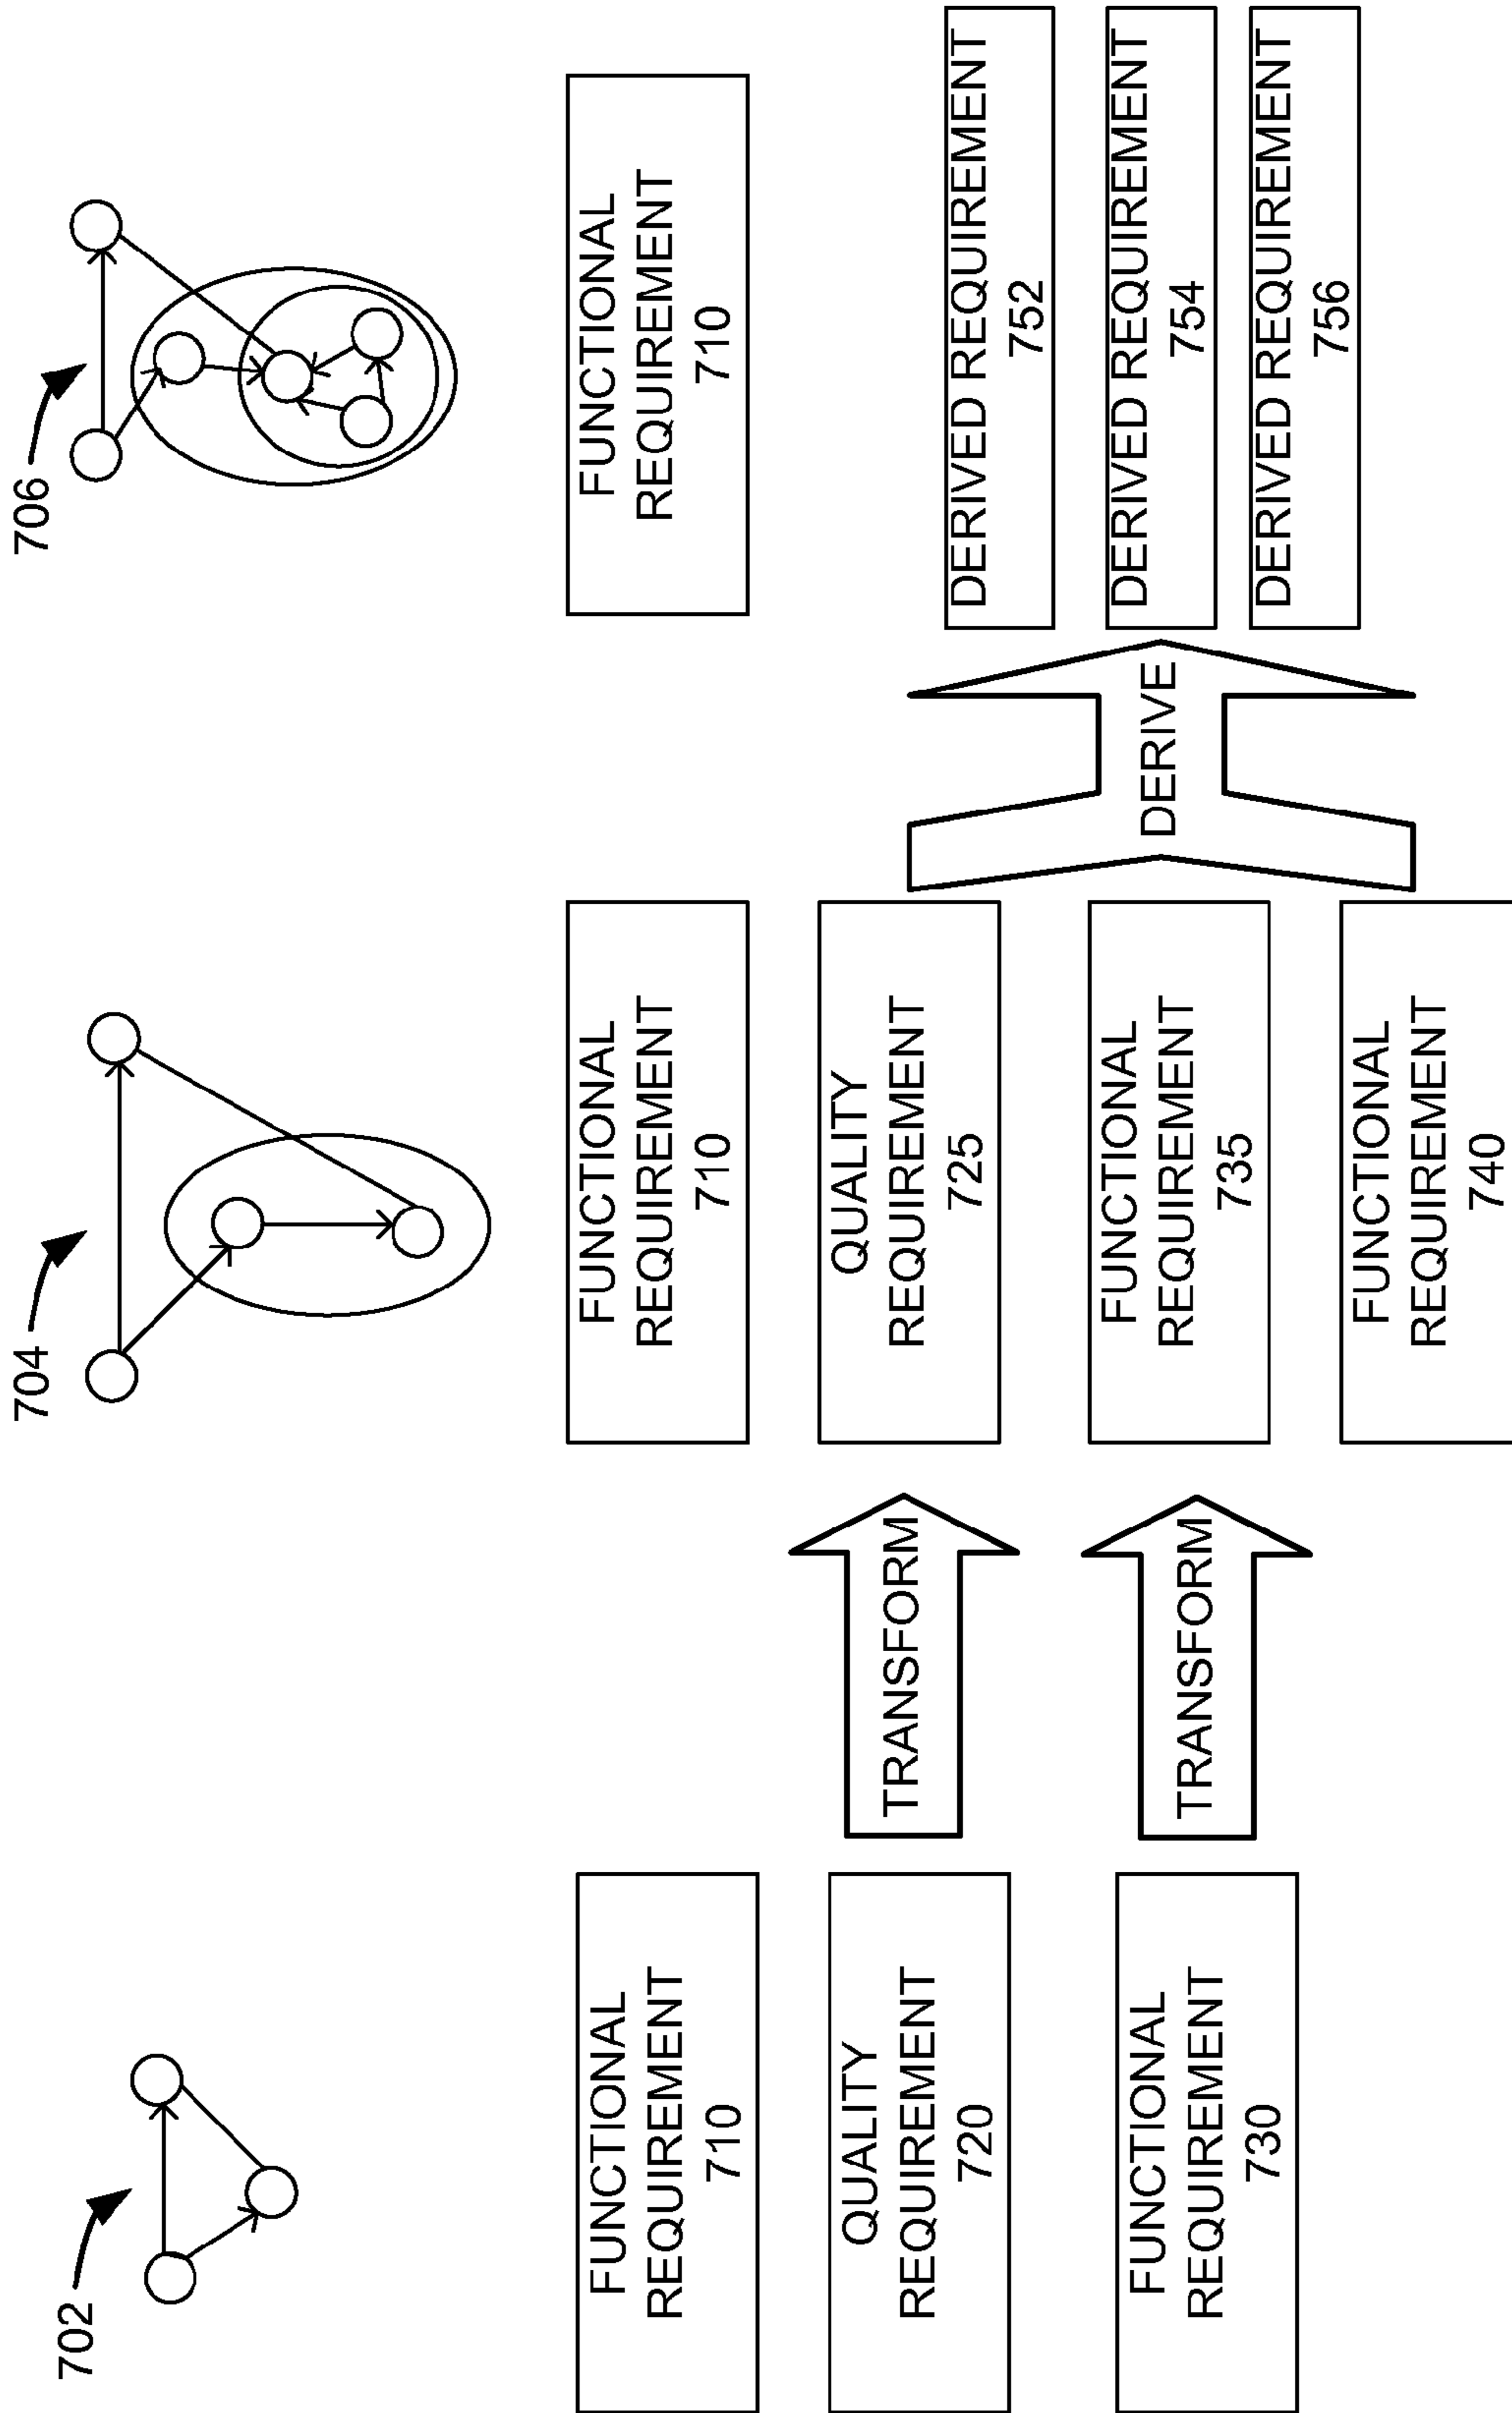 702
FUNCTIONAL
REQUIREMENT
710
QUALITY
REQUIREMENT
720
FUNCTIONAL
REQUIREMENT
730
TRANSFORM
TRANSFORM
704
FUNCTIONAL
REQUIREMENT
710
QUALITY
REQUIREMENT
725
FUNCTIONAL
REQUIREMENT
735
FUNCTIONAL
REQUIREMENT
740
DERIVE
706
FUNCTIONAL
REQUIREMENT
710
DERIVED REQUIREMENT
752
DERIVED REQUIREMENT
754
DERIVED REQUIREMENT
756